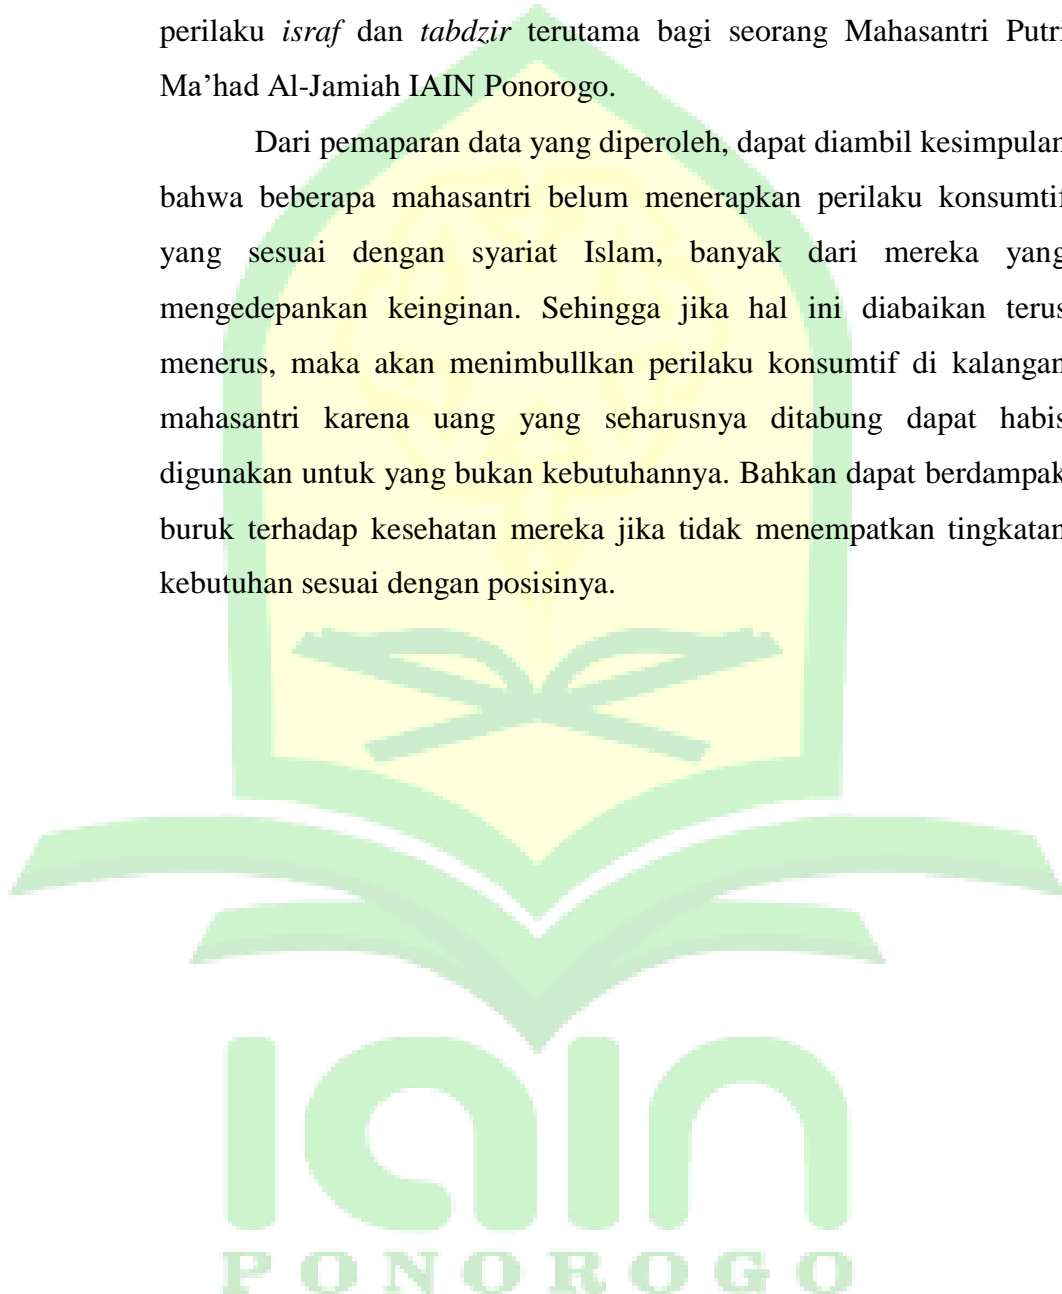 perilaku israf dan tabdzir terutama bagi seorang Mahasantri Putri
Ma’had Al-Jamiah IAIN Ponorogo.
Dari pemaparan data yang diperoleh, dapat diambil kesimpulan
bahwa beberapa mahasantri belum menerapkan perilaku konsumtif
yang sesuai dengan syariat Islam, banyak dari mereka yang
mengedepankan keinginan. Sehingga jika hal ini diabaikan terus
menerus, maka akan menimbullkan perilaku konsumtif di kalangan
mahasantri karena uang yang seharusnya ditabung dapat habis
digunakan untuk yang bukan kebutuhannya. Bahkan dapat berdampak
buruk terhadap kesehatan mereka jika tidak menempatkan tingkatan
kebutuhan sesuai dengan posisinya.
IAIN
PONOROGO